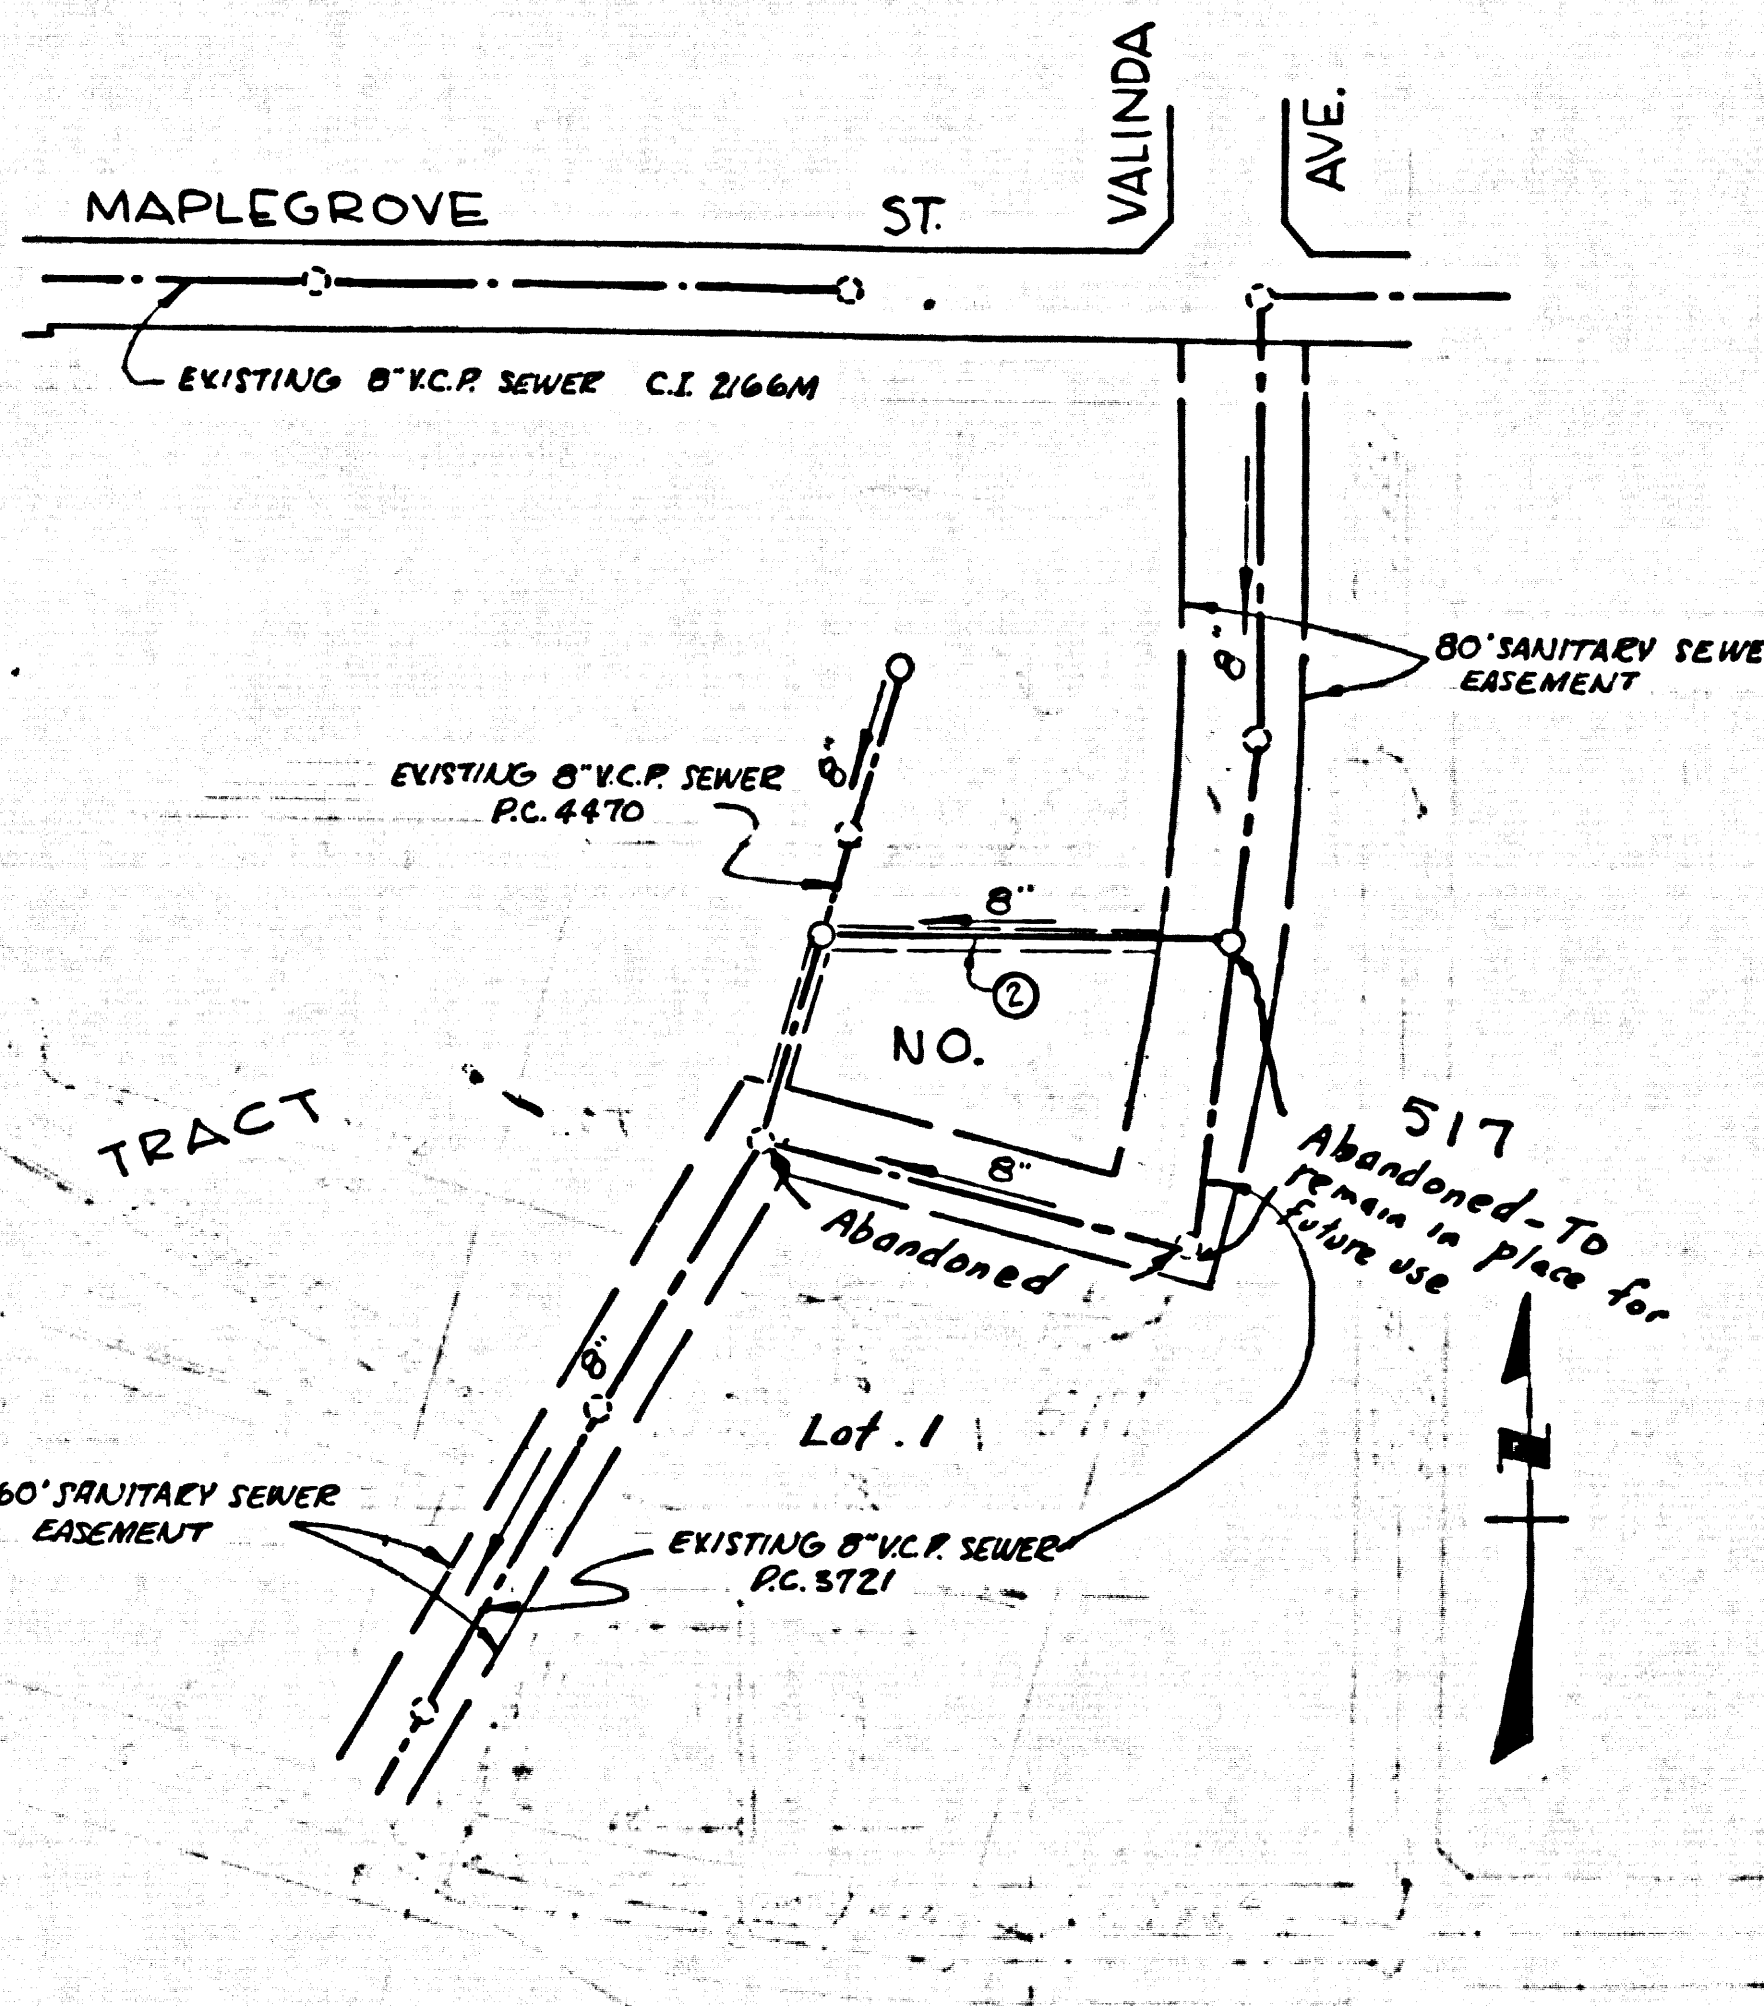 VALINDA
AVE.
MAPLEGROVE ST.
EXISTING 8" V.C.P. SEWER C.I. 2166M
80' SANITARY SEWE
EASEMENT
8"
8"
EXISTING 8" V.C.P. SEWER
P.C. 4470
8"
2
NO.
TRACT
517
Abandoned - To
remain in place for
future use
8"
Abandoned
8"
Lot. 1
N
60' SANITARY SEWER
EASEMENT
EXISTING 8" V.C.P. SEWER
P.C. 3721